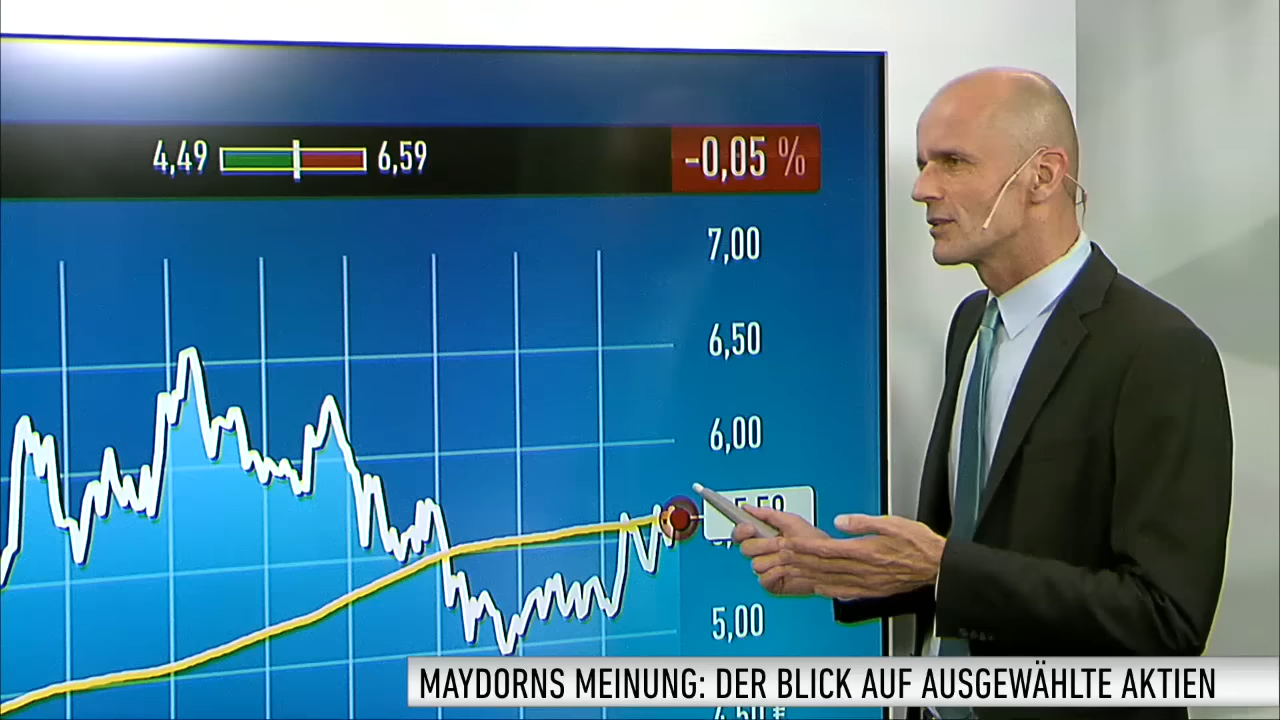 4,49 6,59 -0,05 %
7,00
6,50
6,00
5,00
MAYDORNS MEINUNG: DER BLICK AUF AUSGEWÄHLTE AKTIEN